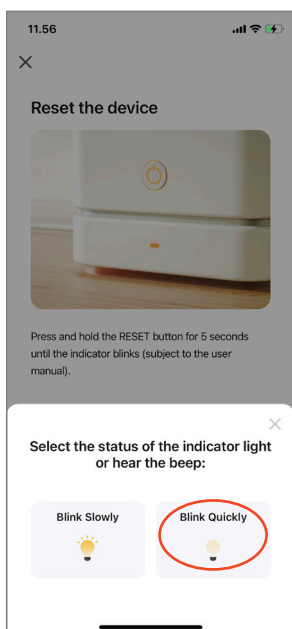 11.56
Reset the device
Press and hold the RESET button for 5 seconds
until the indicator blinks (subject to the user
manual).
Select the status of the indicator light
or hear the beep:
Blink Slowly
Blink Quickly